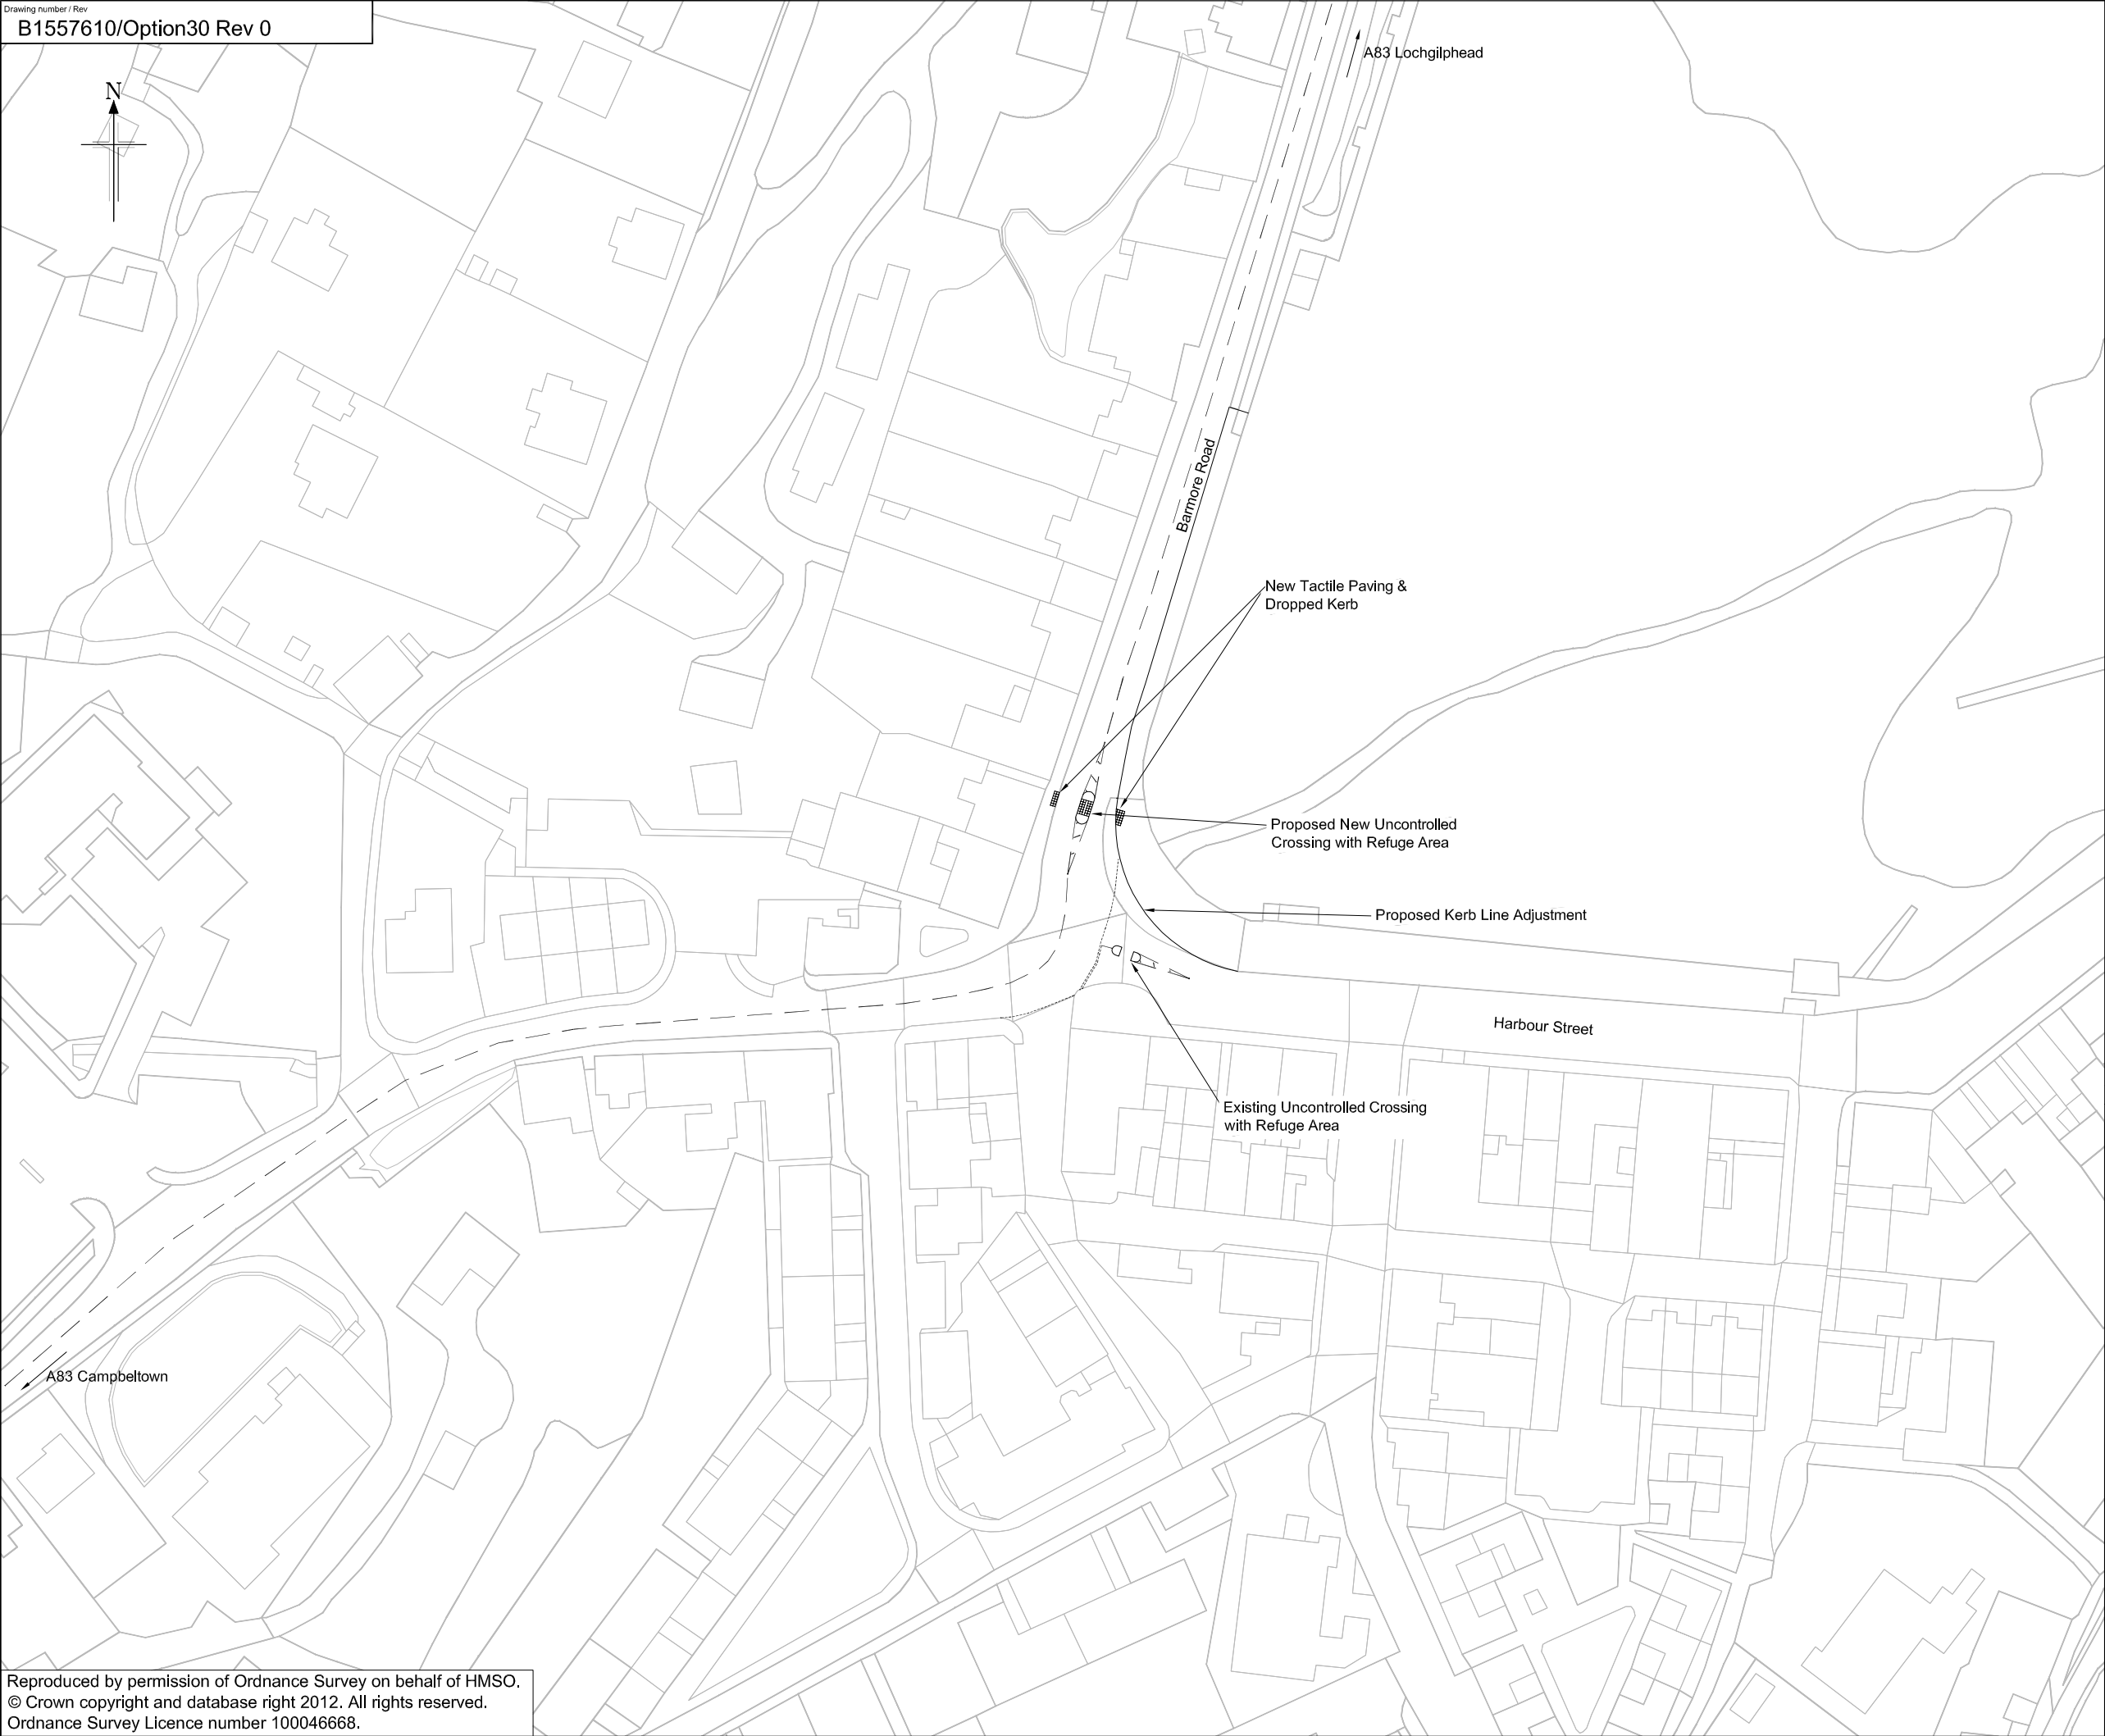 Drawing number / Rev
B1557610/Option30 Rev 0
N
A83 Lochgilphead
Barmore Road
New Tactile Paving &
Dropped Kerb
Proposed New Uncontrolled
Crossing with Refuge Area
Proposed Kerb Line Adjustment
Harbour Street
Existing Uncontrolled Crossing
with Refuge Area
A83 Campbeltown
Reproduced by permission of Ordnance Survey on behalf of HMSO.
© Crown copyright and database right 2012. All rights reserved.
Ordnance Survey Licence number 100046668.